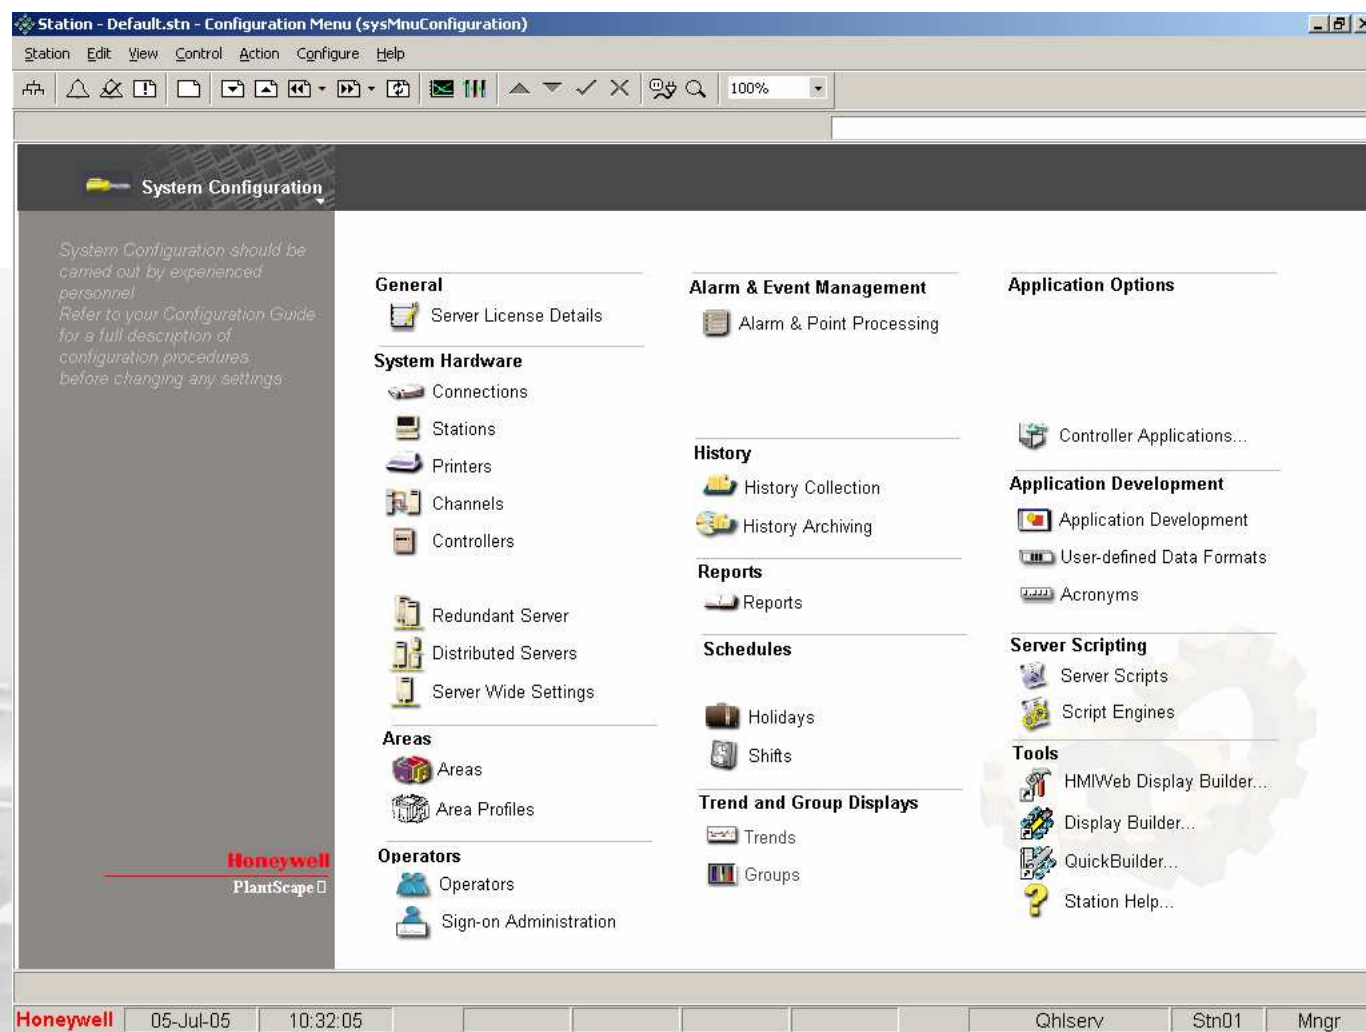 Station - Default.stn - Configuration Menu (sysMnuConfiguration)
Station Edit View Control Action Configure Help
100%
System Configuration
System Configuration should be
carried out by experienced
personnel
Refer to your Configuration Guide
for a full description of
configuration procedures
before changing any settings
Honeywell
PlantScape
General
Server License Details
System Hardware
Connections
Stations
Printers
Channels
Controllers
Redundant Server
Distributed Servers
Server Wide Settings
Areas
Areas
Area Profiles
Operators
Operators
Sign-on Administration
Alarm & Event Management
Alarm & Point Processing
History
History Collection
History Archiving
Reports
Reports
Schedules
Holidays
Shifts
Trend and Group Displays
Trends
Groups
Application Options
Controller Applications...
Application Development
Application Development
User-defined Data Formats
Acronyms
Server Scripting
Server Scripts
Script Engines
Tools
HMIWeb Display Builder...
Display Builder...
QuickBuilder...
Station Help...
Honeywell 05-Jul-05 10:32:05 Qhlserv Stn01 Mngr